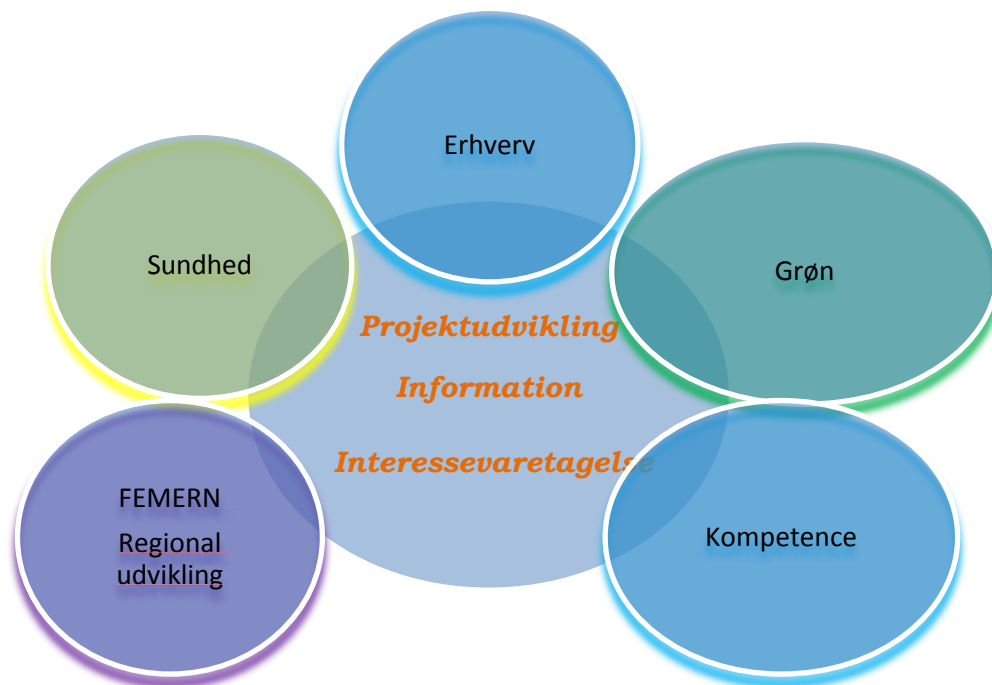 Erhverv
Sundhed
Grøn
Projektudvikling
Information
Interessevaretagelse
FEMERN
Regional
udvikling
Kompetence